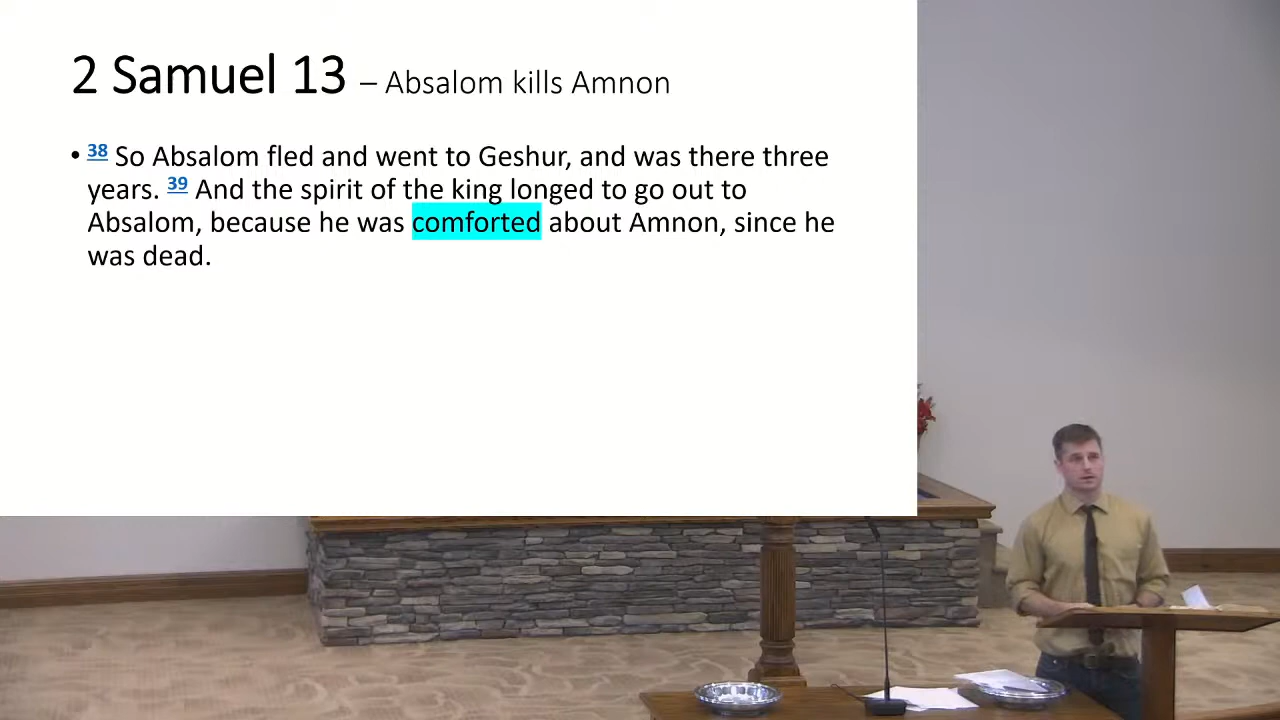 2 Samuel 13 – Absalom kills Amnon
• 38 So Absalom fled and went to Geshur, and was there three
years. 39 And the spirit of the king longed to go out to
Absalom, because he was comforted about Amnon, since he
was dead.